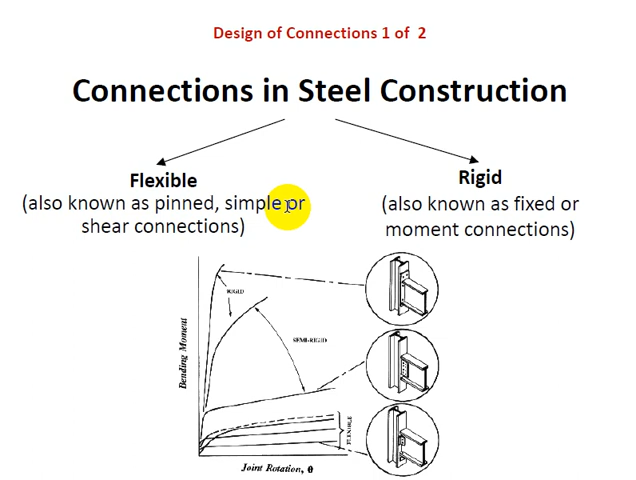 Design of Connections 1 of 2
Connections in Steel Construction
Flexible
(also known as pinned, simple or
shear connections)
Rigid
(also known as fixed or
moment connections)
RIGID
SEMI-RIGID
FLEXIBLE
Bending Moment
Joint Rotation, θ